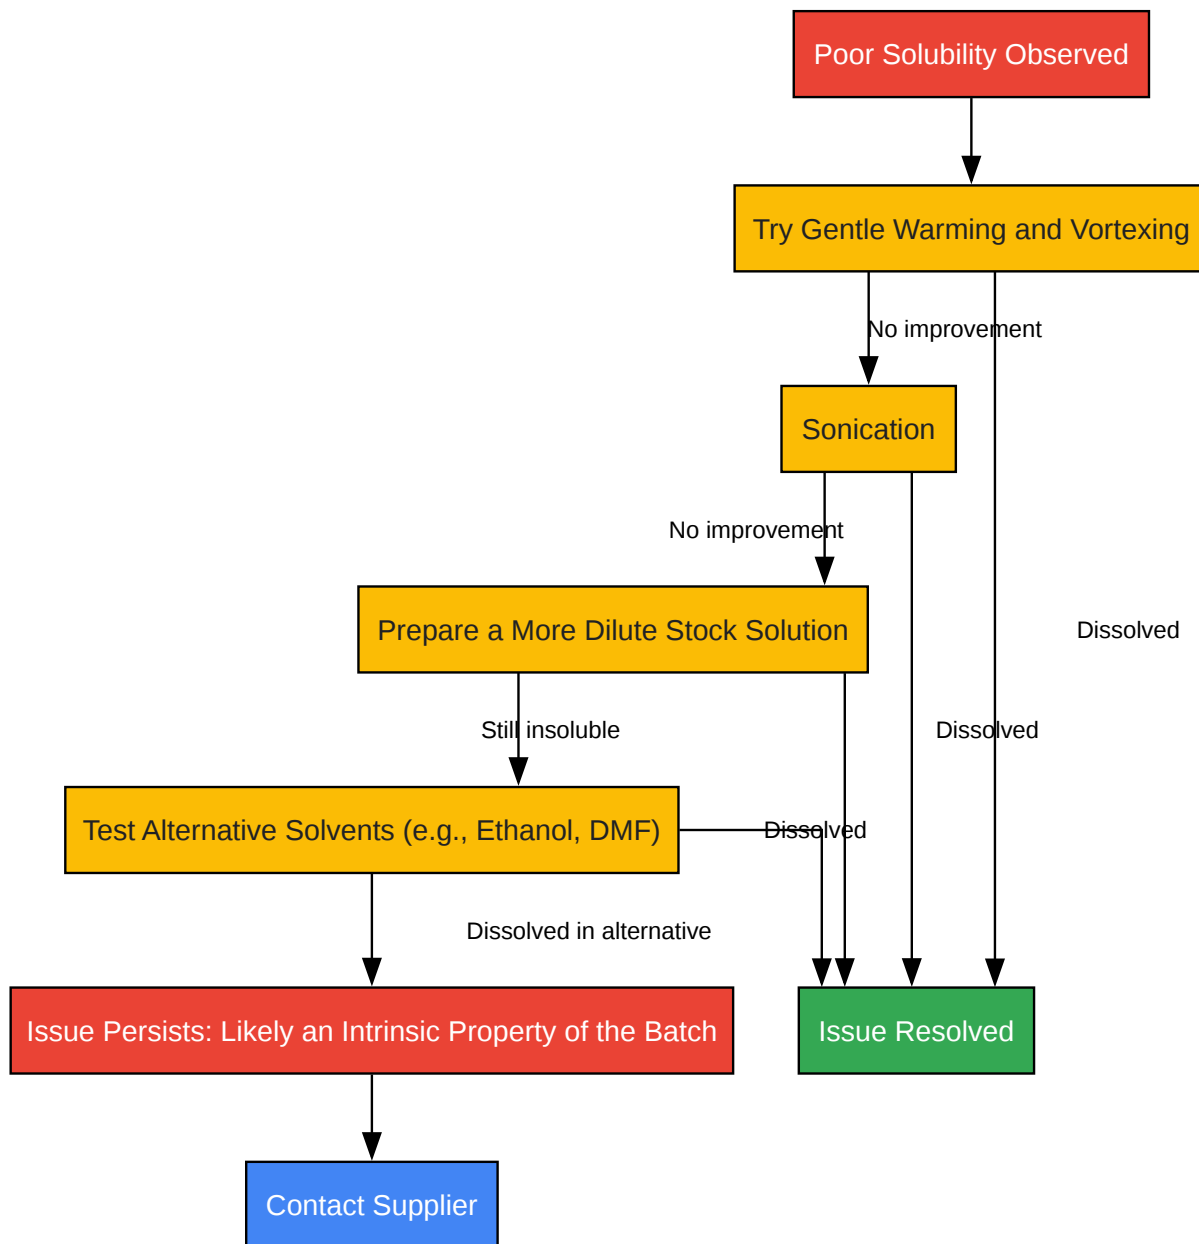 Poor Solubility Observed
Try Gentle Warming and Vortexing
No improvement
Sonication
No improvement
Prepare a More Dilute Stock Solution
Dissolved
Still insoluble
Dissolved
Test Alternative Solvents (e.g., Ethanol, DMF)
Dissolved
Dissolved in alternative
Issue Persists: Likely an Intrinsic Property of the Batch
Issue Resolved
Contact Supplier